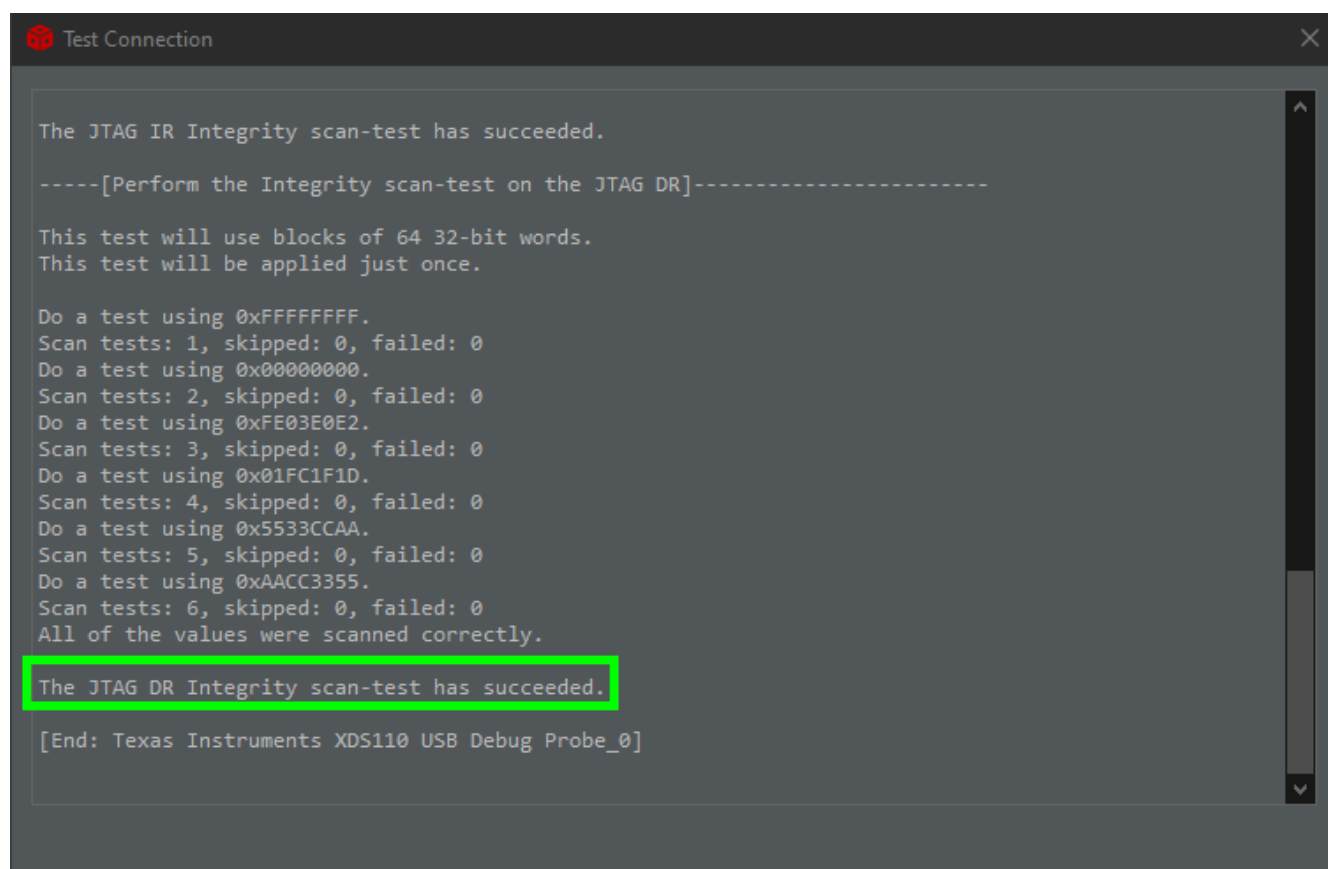 Test Connection
The JTAG IR Integrity scan-test has succeeded.
-----[Perform the Integrity scan-test on the JTAG DR]------------------------
This test will use blocks of 64 32-bit words.
This test will be applied just once.
Do a test using 0xFFFFFFFF.
Scan tests: 1, skipped: 0, failed: 0
Do a test using 0x00000000.
Scan tests: 2, skipped: 0, failed: 0
Do a test using 0xFE03E0E2.
Scan tests: 3, skipped: 0, failed: 0
Do a test using 0x01FC1F1D.
Scan tests: 4, skipped: 0, failed: 0
Do a test using 0x5533CCAA.
Scan tests: 5, skipped: 0, failed: 0
Do a test using 0xAACC3355.
Scan tests: 6, skipped: 0, failed: 0
All of the values were scanned correctly.
The JTAG DR Integrity scan-test has succeeded.
[End: Texas Instruments XDS110 USB Debug Probe_0]